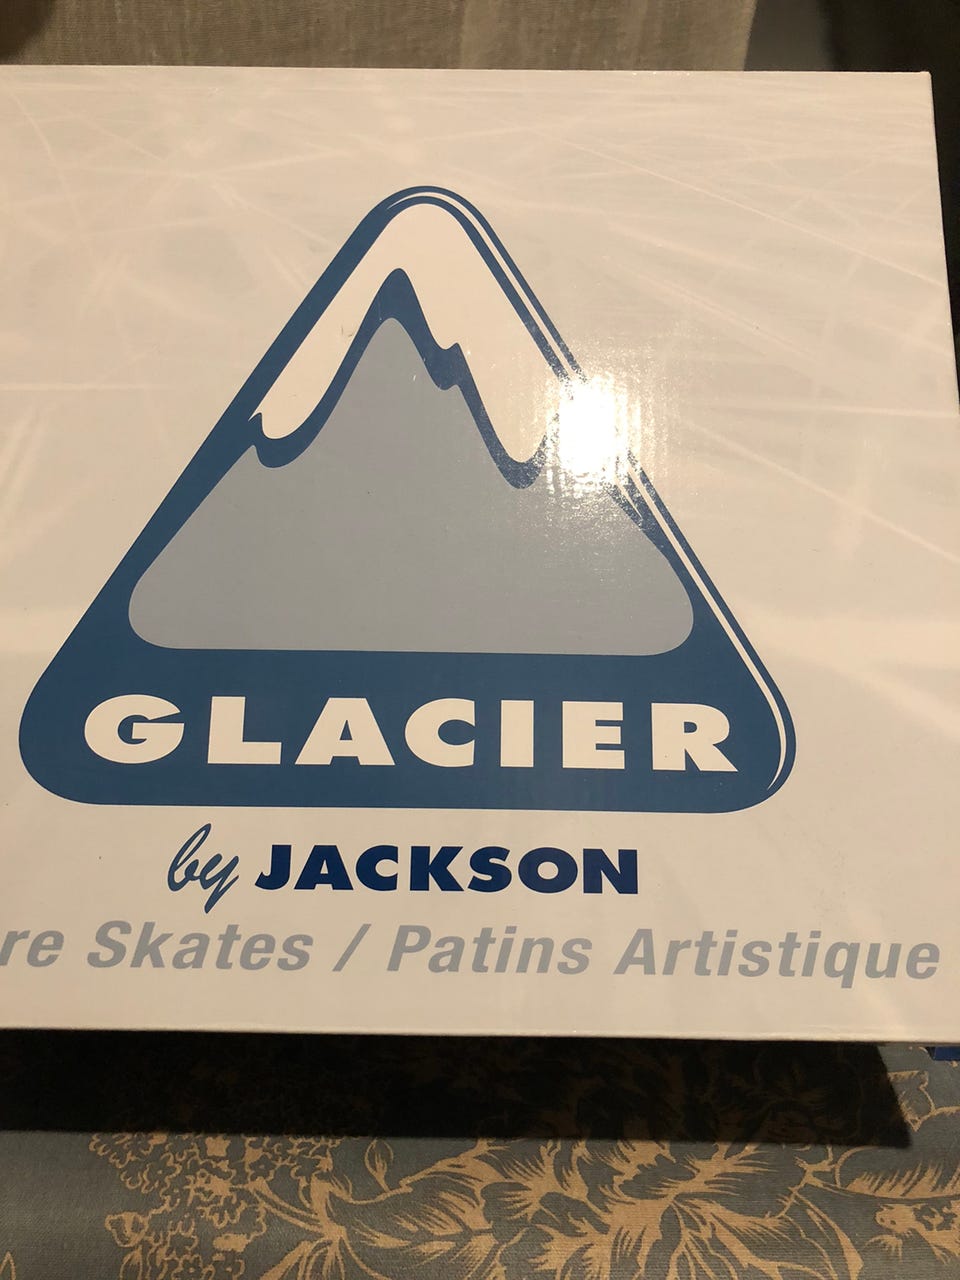 GLACIER
by JACKSON
re Skates / Patins Artistique